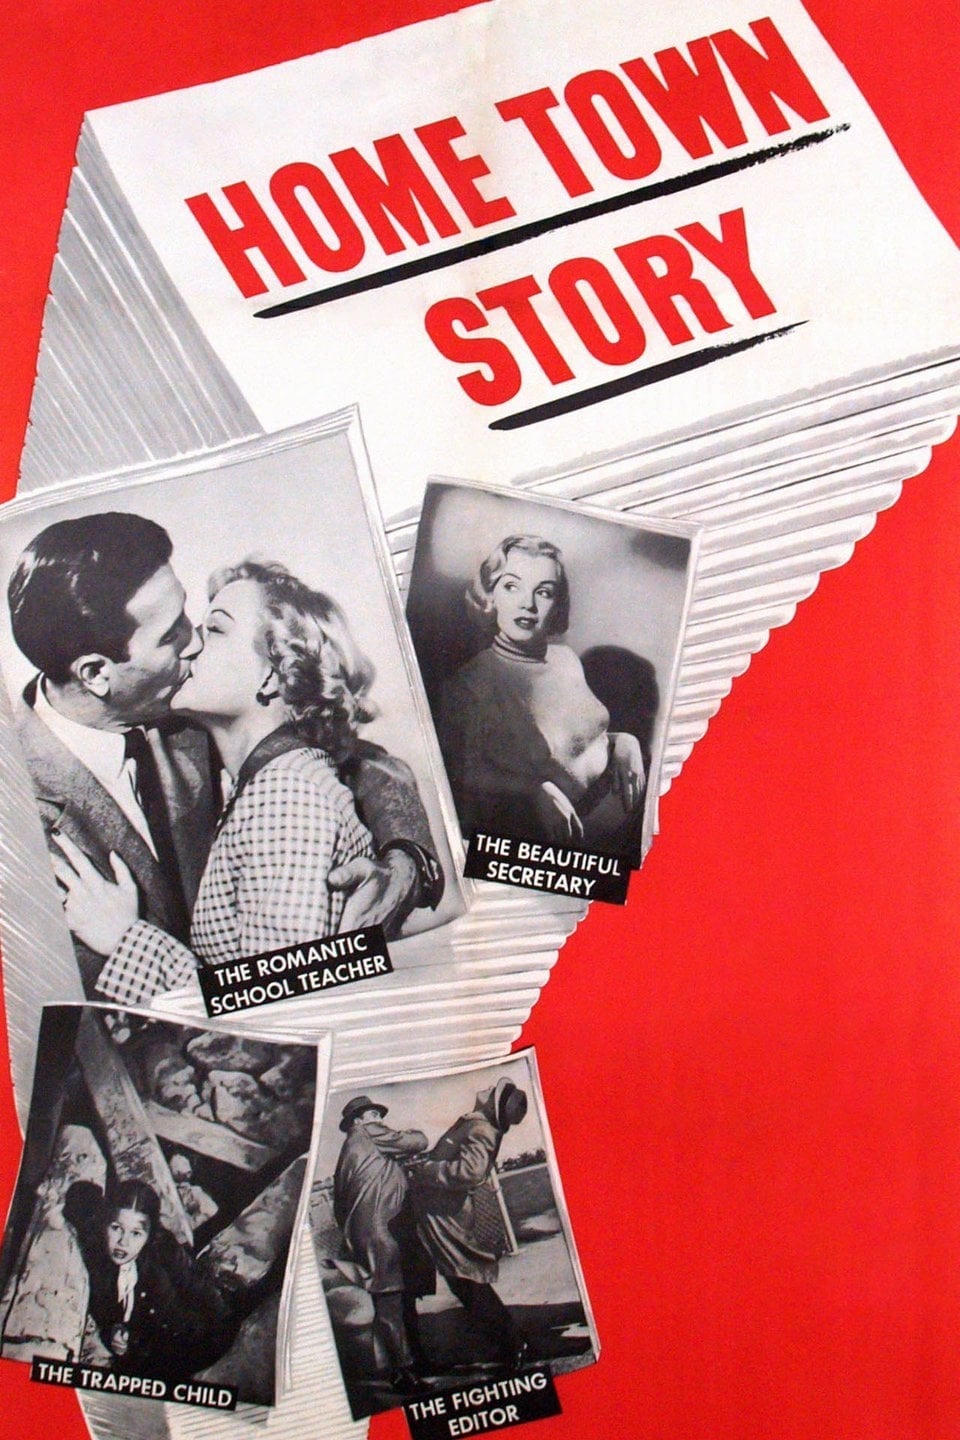 HOME TOWN
STORY
THE BEAUTIFUL
SECRETARY
THE ROMANTIC
SCHOOL TEACHER
THE TRAPPED CHILD
THE FIGHTING
EDITOR